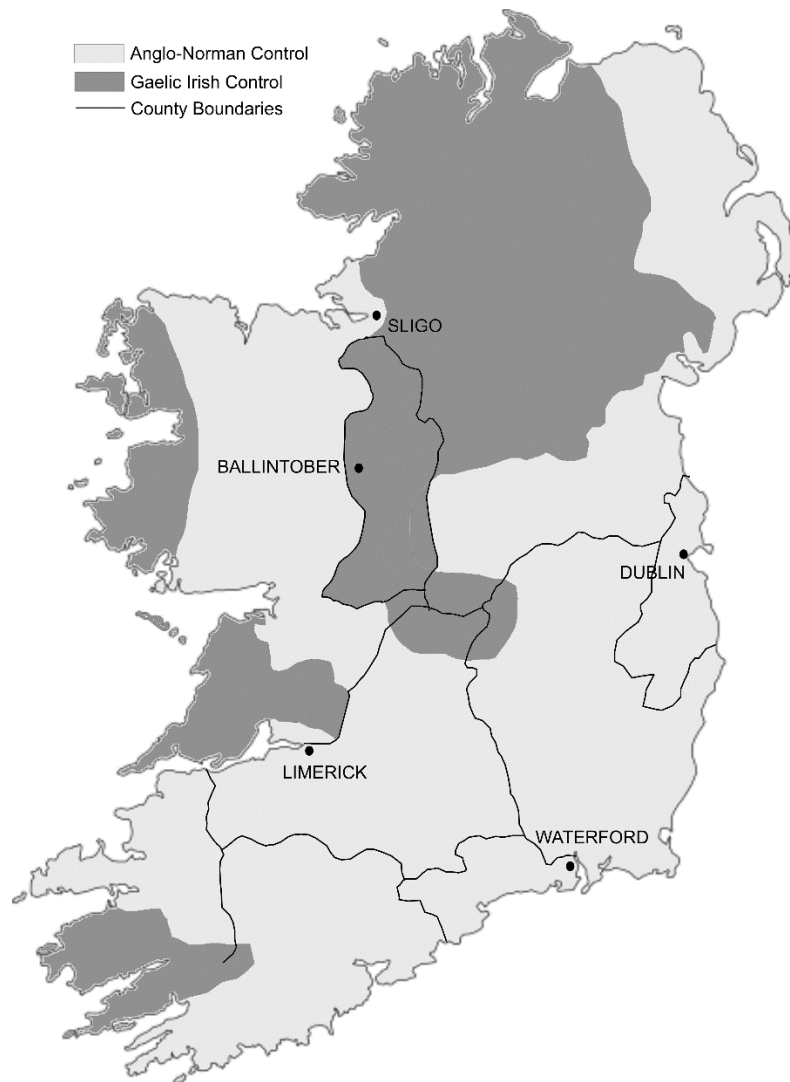 Anglo-Norman Control
Gaelic Irish Control
County Boundaries
SLIGO
BALLINTOBER
DUBLIN
LIMERICK
WATERFORD